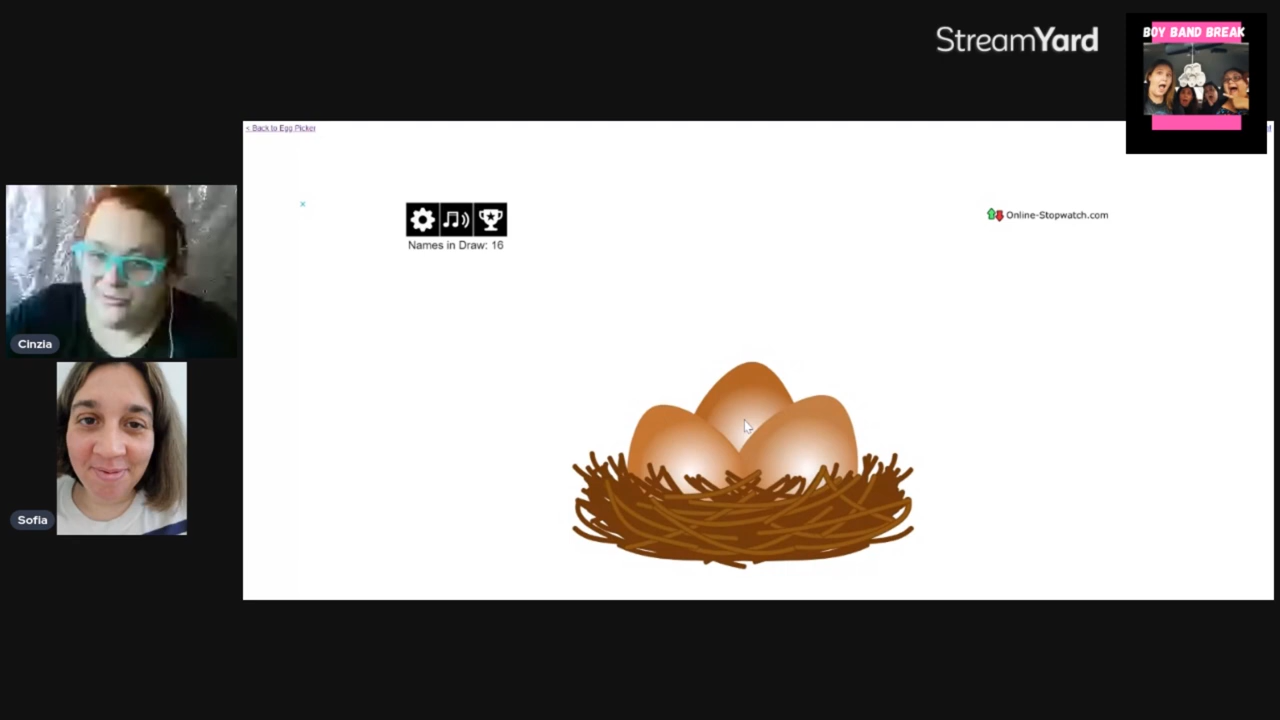 StreamYard
BOY BAND BREAK
< Back to Egg Picker
Online-Stopwatch.com
Names in Draw: 16
Cinzia
Sofia